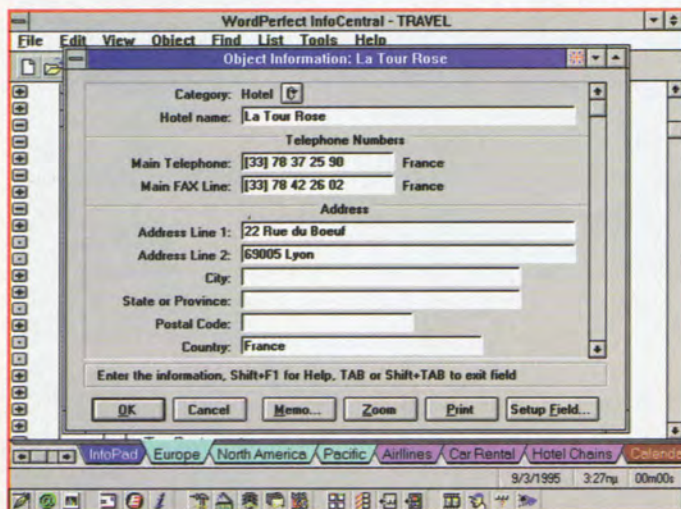 WordPerfect InfoCentral - TRAVEL
File Edit View Object Find List Tools Help
Object Information: La Tour Rose
Category: Hotel
Hotel name: La Tour Rose
Telephone Numbers
Main Telephone: [33] 78 37 25 90 France
Main FAX Line: [33] 78 42 26 02 France
Address
Address Line 1: 22 Rue du Boeuf
Address Line 2: 69005 Lyon
City:
State or Province:
Postal Code:
Country: France
Enter the information, Shift+F1 for Help, TAB or Shift+TAB to exit field
OK Cancel Memo... Zoom Print Setup Field...
InfoPad Europe North America Pacific Airllines Car Rental Hotel Chains Calenda
9/3/1995 3:27πμ 00m00s